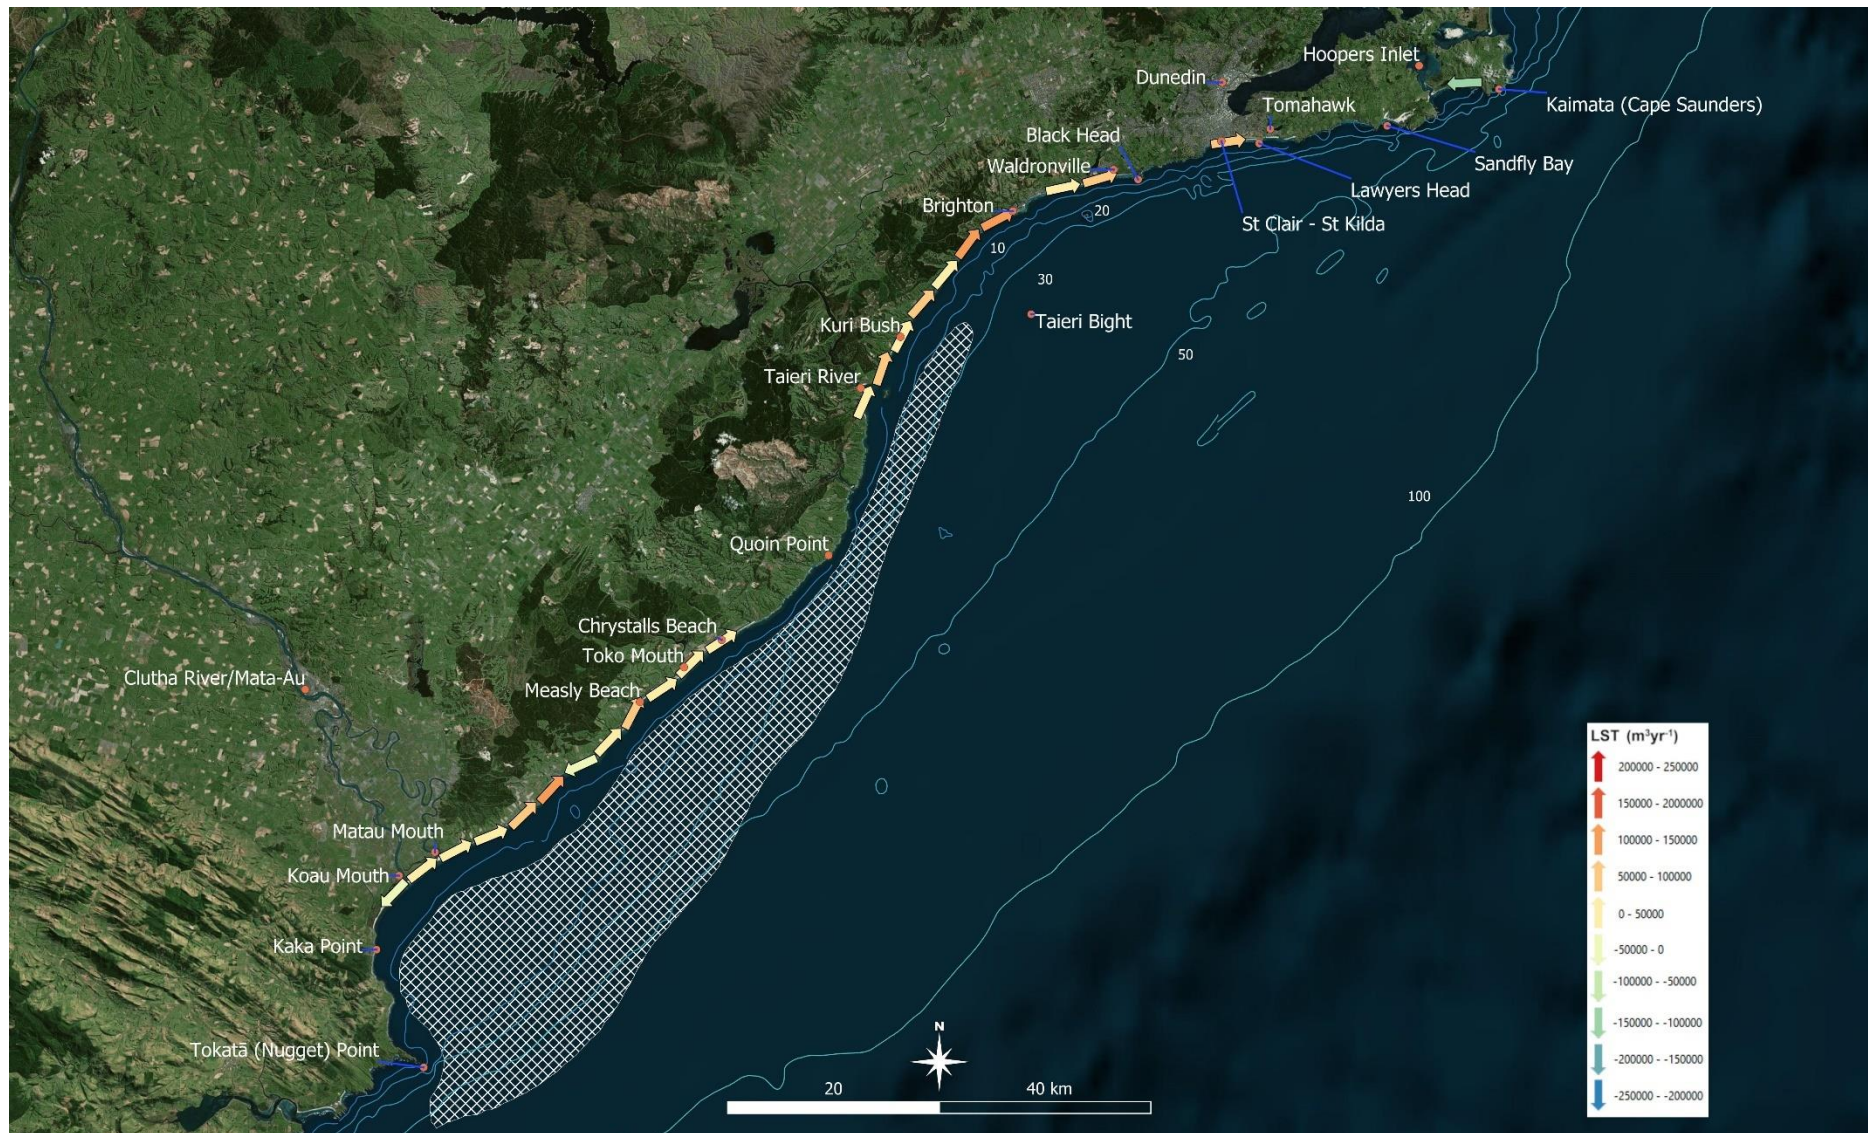 Hoopers Inlet
Dunedin
Kaimata (Cape Saunders)
Tomahawk
Black Head
Waldronville
Sandfly Bay
Lawyers Head
Brighton
20
St Clair - St Kilda
10
30
Kuri Bush
Taieri Bight
50
Taieri River
100
Quoin Point
Chrystalls Beach
Toko Mouth
Clutha River/Mata-Au
Measly Beach
LST (m³yr⁻¹)
200000 - 250000
150000 - 2000000
100000 - 150000
50000 - 100000
0 - 50000
-50000 - 0
-100000 - -50000
-150000 - -100000
-200000 - -150000
-250000 - -200000
Matau Mouth
Koau Mouth
Kaka Point
Tokatā (Nugget) Point
N
20
40 km